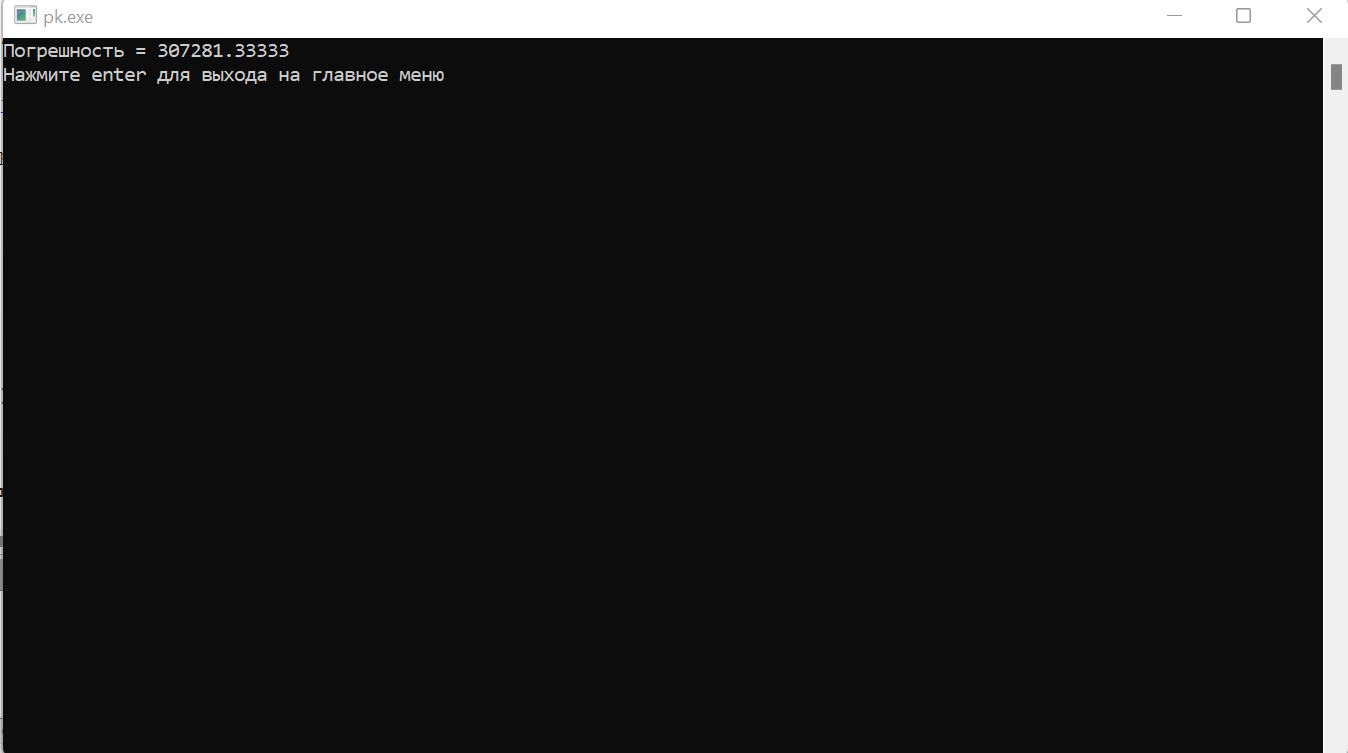 pk.exe
Погрешность = 307281.33333
Нажмите enter для выхода на главное меню